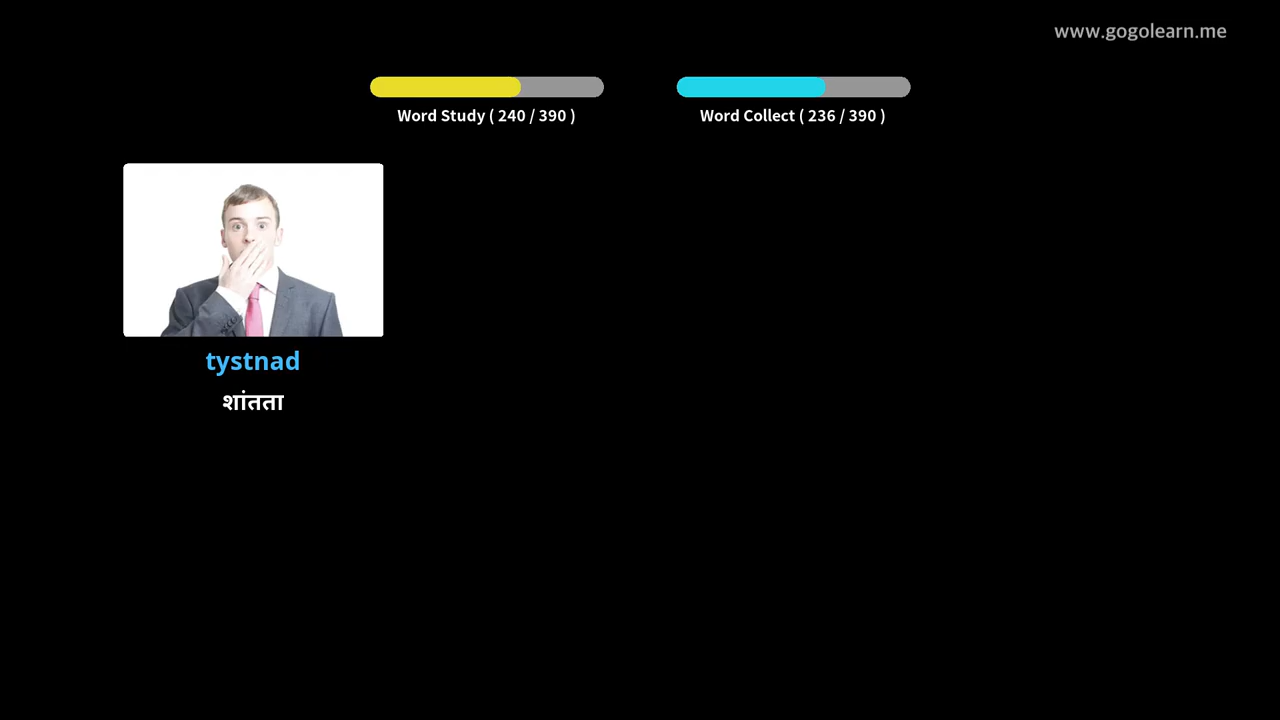 www.gogolearn.me
Word Study ( 240 / 390 )
Word Collect ( 236 / 390 )
tystnad
शांतता